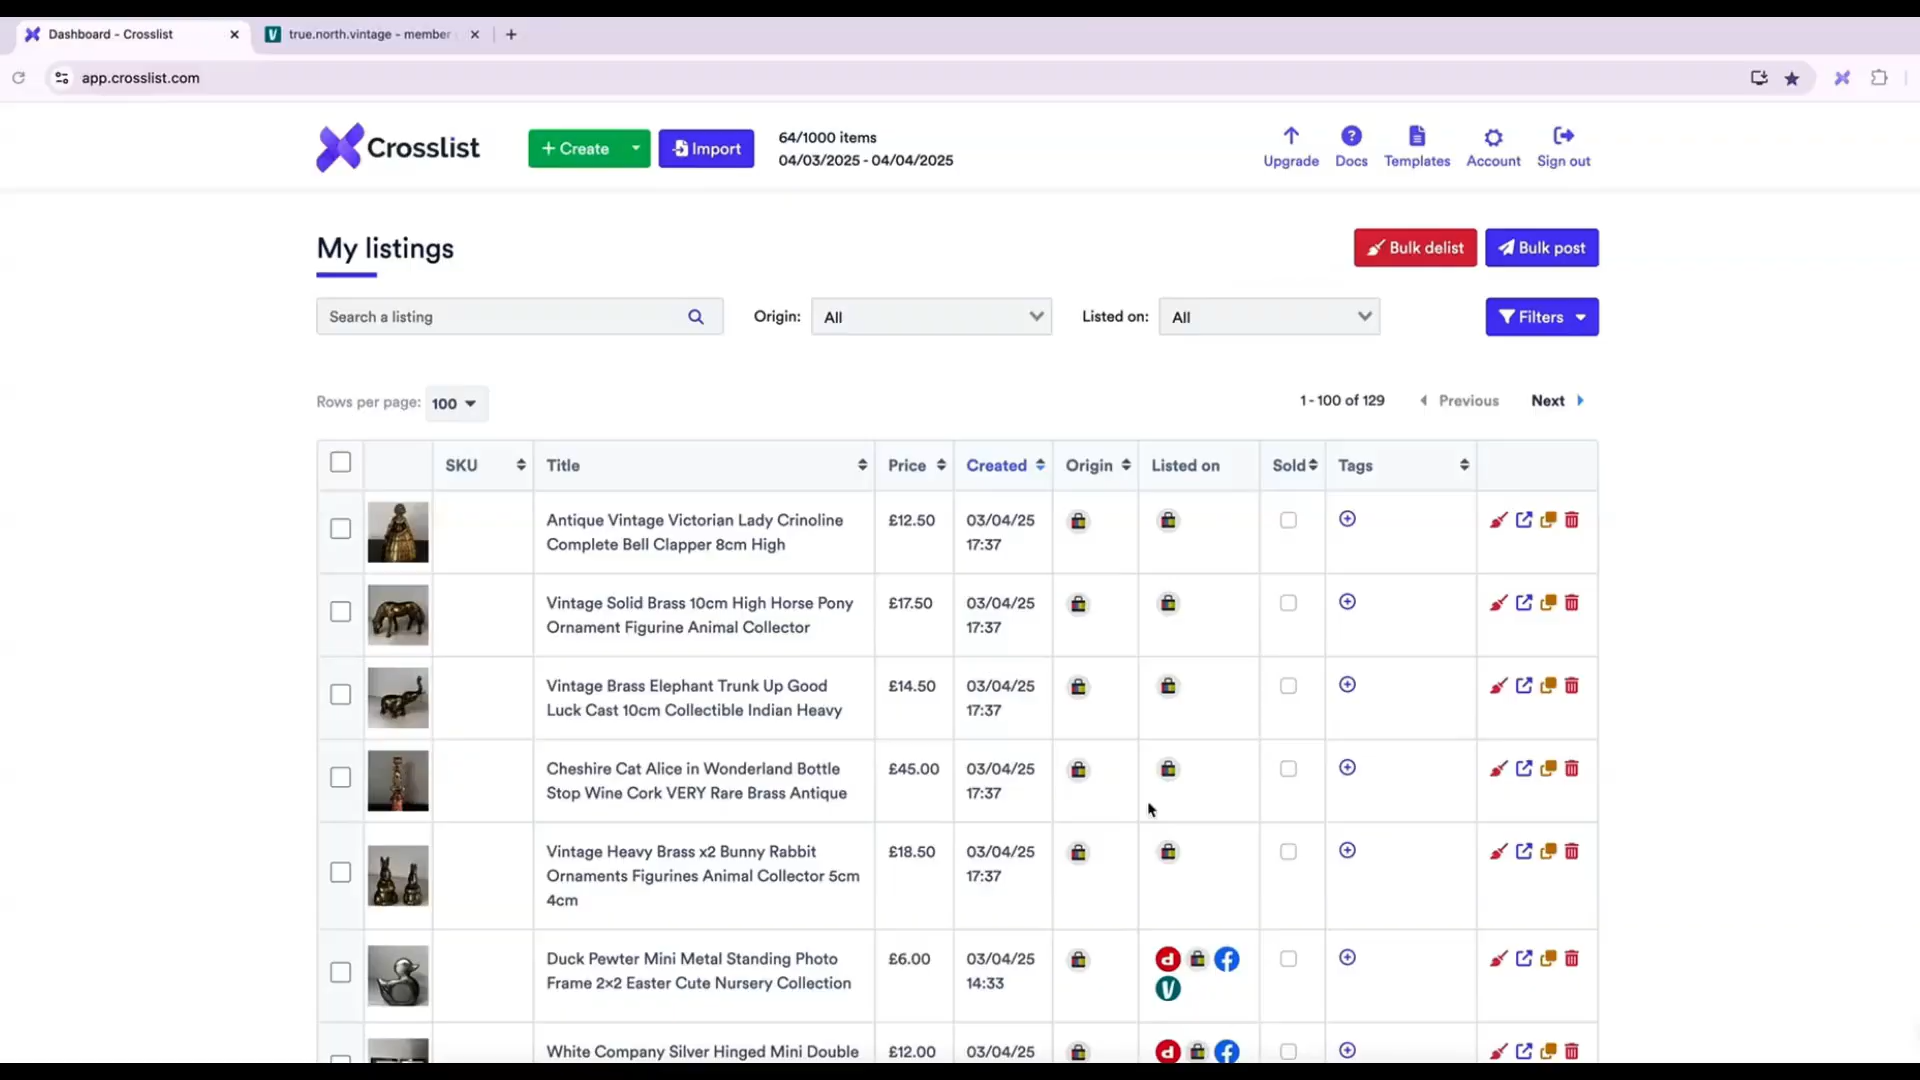 Dashboard - Crosslist
true.north.vintage - member
app.crosslist.com
Crosslist
Create
Import
64/1000 items
04/03/2025 - 04/04/2025
Upgrade
Docs
Templates
Account
Sign out
My listings
Bulk delist
Bulk post
Search a listing
Origin:
All
Listed on:
All
Filters
Rows per page:
100
1 - 100 of 129
Previous
Next
SKU
Title
Price
Created
Origin
Listed on
Sold
Tags
Antique Vintage Victorian Lady Crinoline
Complete Bell Clapper 8cm High
£12.50
03/04/25
17:37
Vintage Solid Brass 10cm High Horse Pony
Ornament Figurine Animal Collector
£17.50
03/04/25
17:37
Vintage Brass Elephant Trunk Up Good
Luck Cast 10cm Collectible Indian Heavy
£14.50
03/04/25
17:37
Cheshire Cat Alice in Wonderland Bottle
Stop Wine Cork VERY Rare Brass Antique
£45.00
03/04/25
17:37
Vintage Heavy Brass x2 Bunny Rabbit
Ornaments Figurines Animal Collector 5cm
4cm
£18.50
03/04/25
17:37
Duck Pewter Mini Metal Standing Photo
Frame 2x2 Easter Cute Nursery Collection
£6.00
03/04/25
14:33
White Company Silver Hinged Mini Double
£12.00
03/04/25